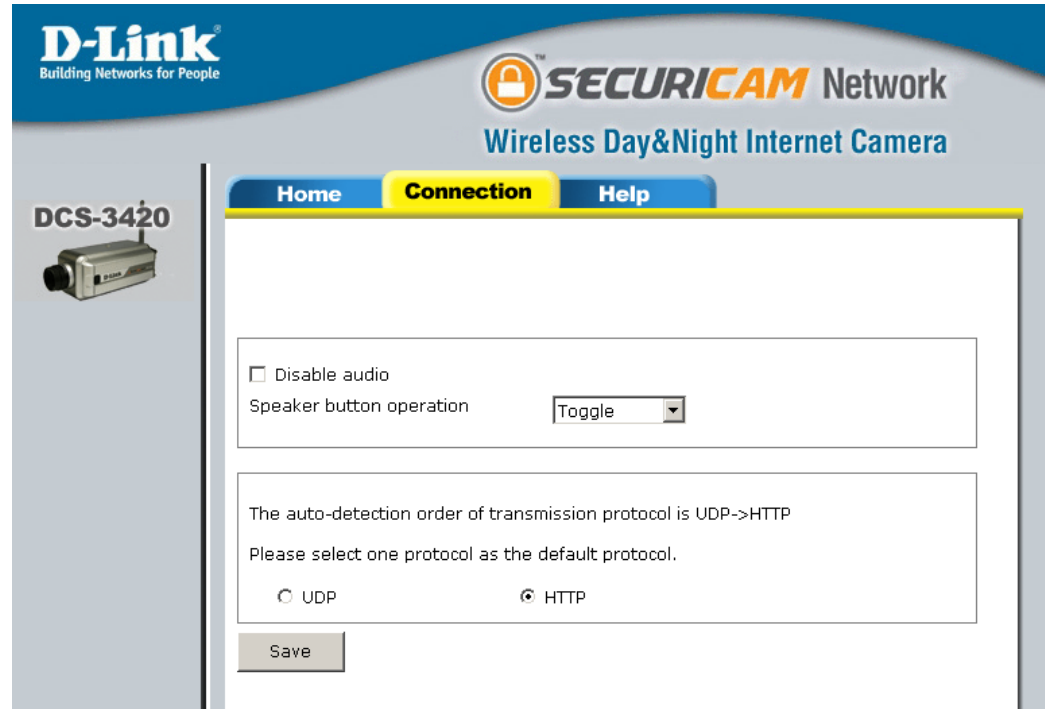 D-Link®
Building Networks for People
™
SECURICAM Network
Wireless Day&Night Internet Camera
Home
Connection
Help
DCS-3420
D-Link
Disable audio
Speaker button operation
Toggle
The auto-detection order of transmission protocol is UDP->HTTP
Please select one protocol as the default protocol.
UDP
HTTP
Save